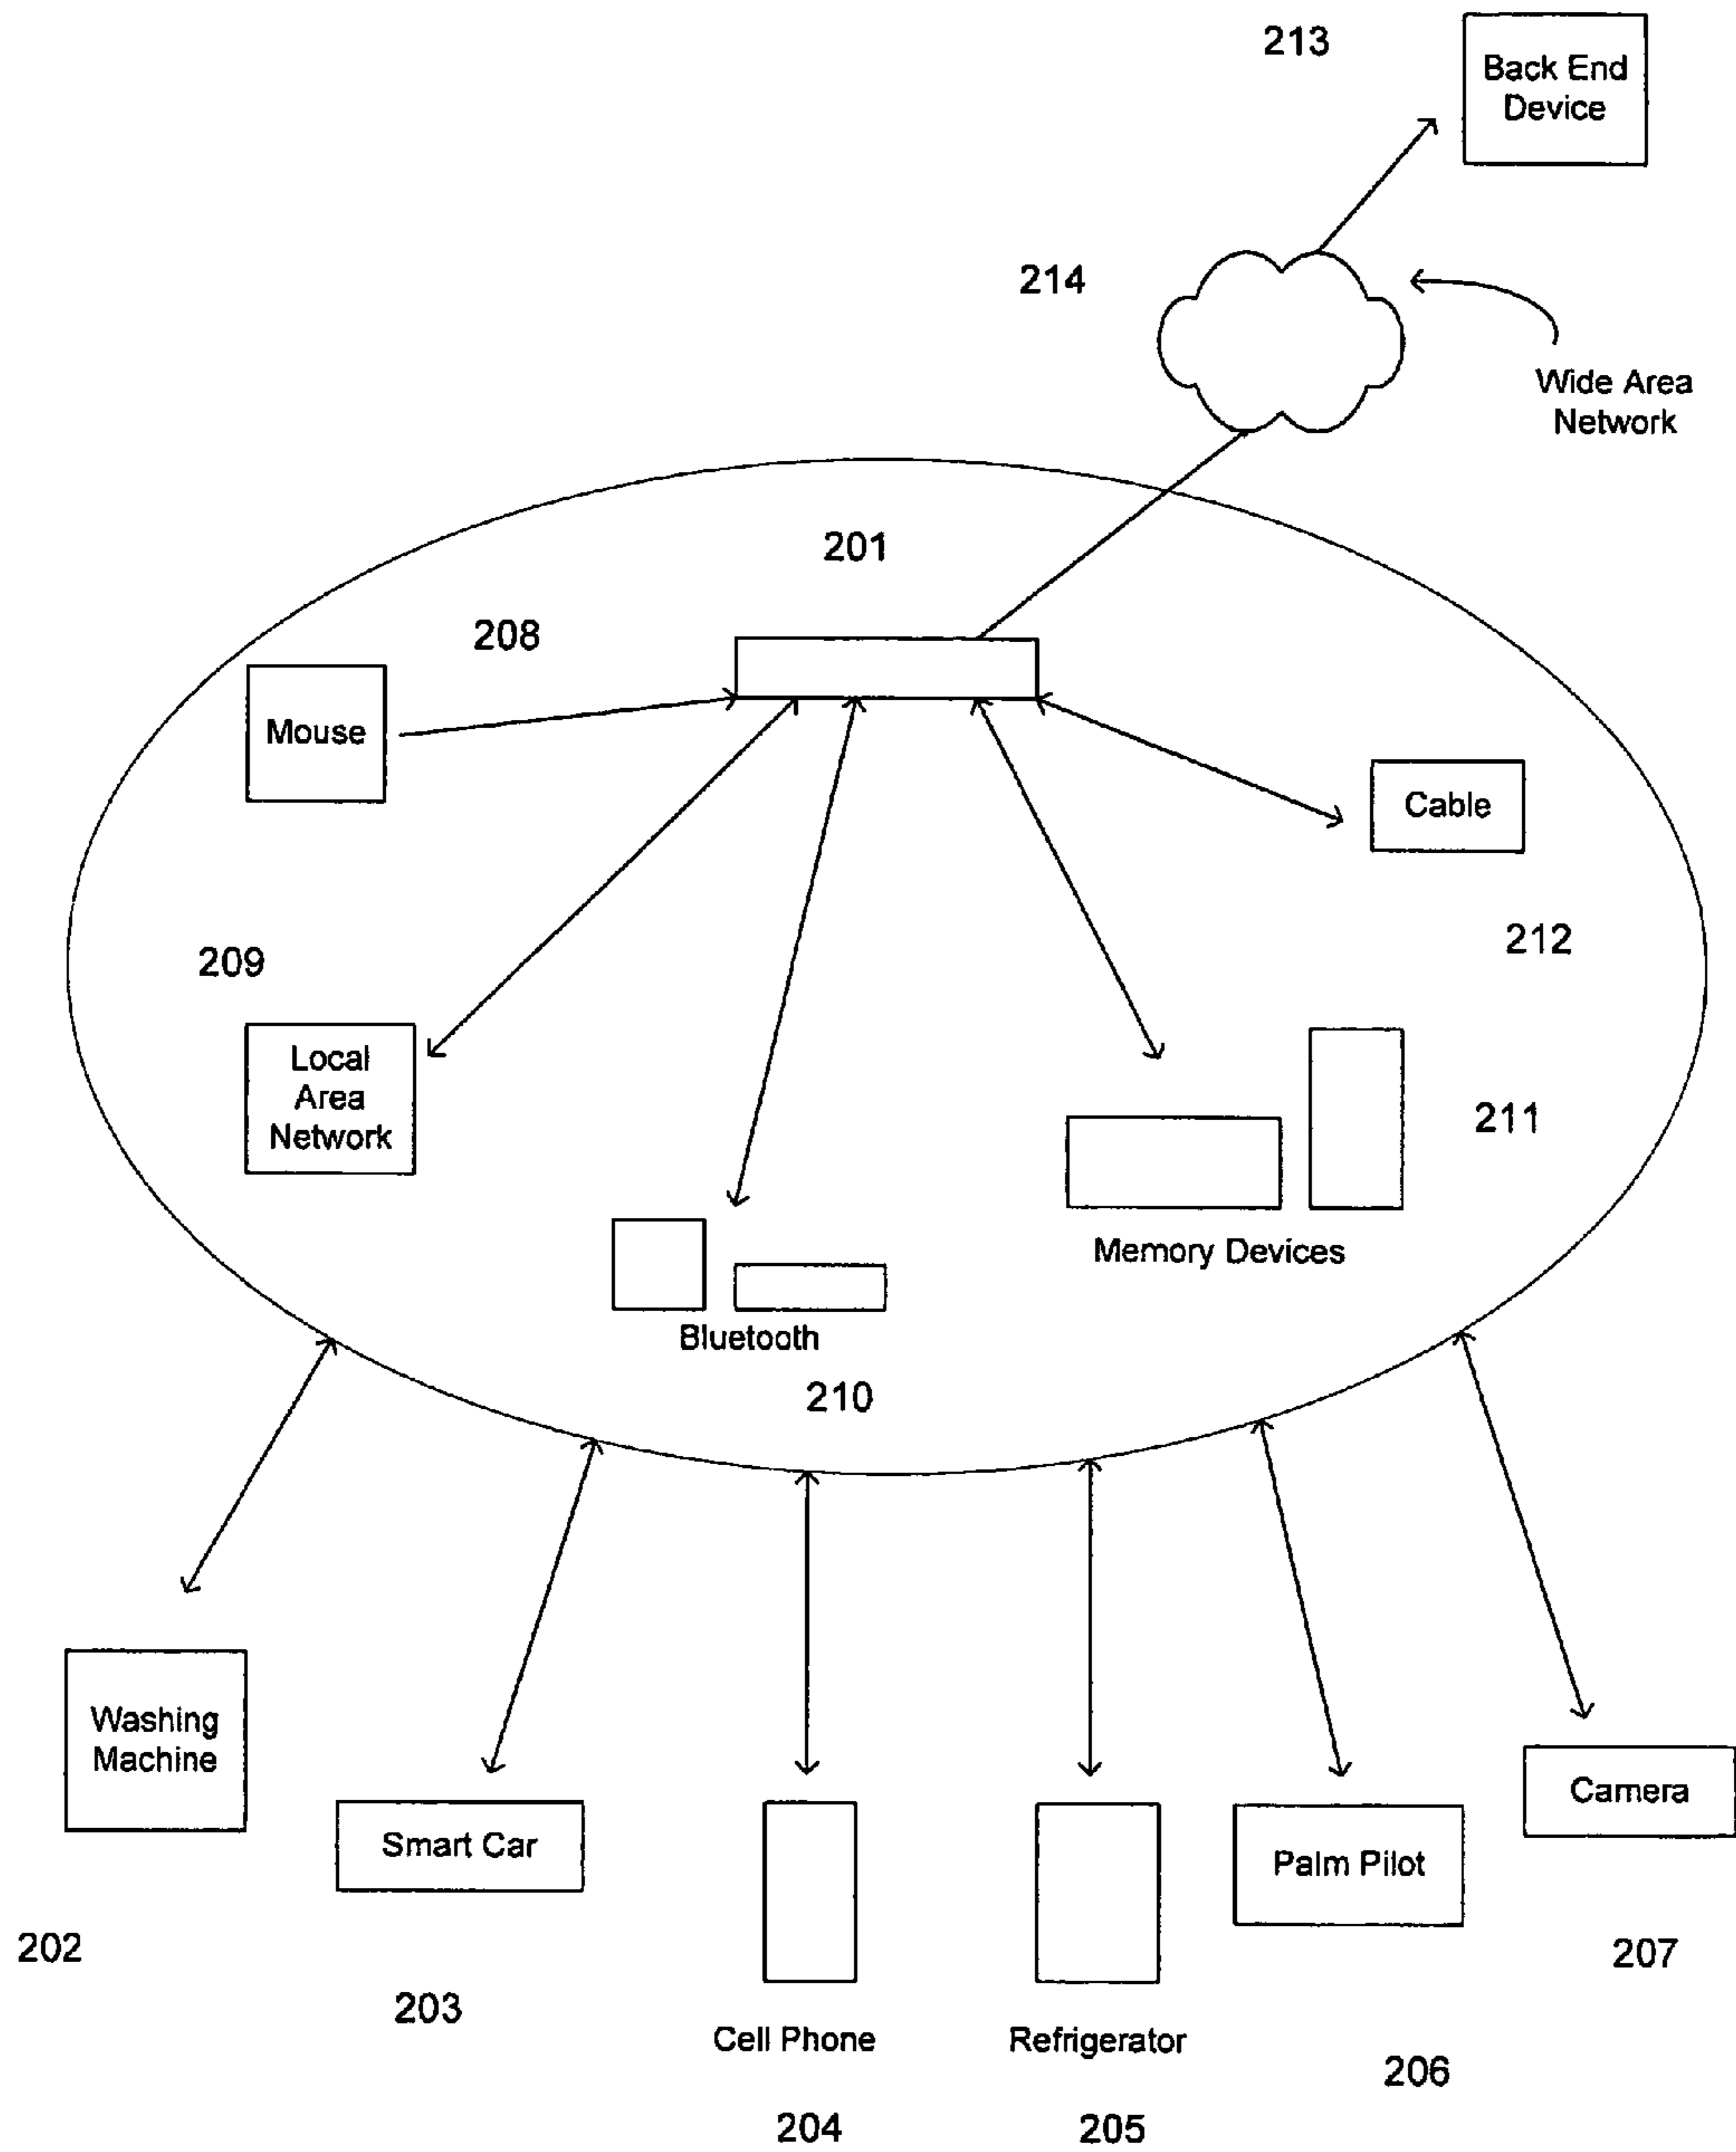 213
Back End
Device
214
Wide Area
Network
201
208
Mouse
Cable
212
209
Local
Area
Network
211
Memory Devices
Bluetooth
210
Washing
Machine
202
Smart Car
203
Cell Phone
204
Refrigerator
205
Palm Pilot
206
Camera
207